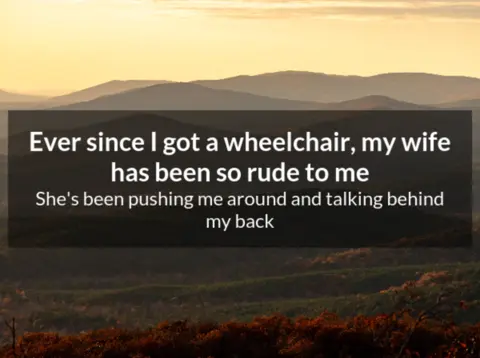 Ever since I got a wheelchair, my wife
has been so rude to me
She's been pushing me around and talking behind
my back